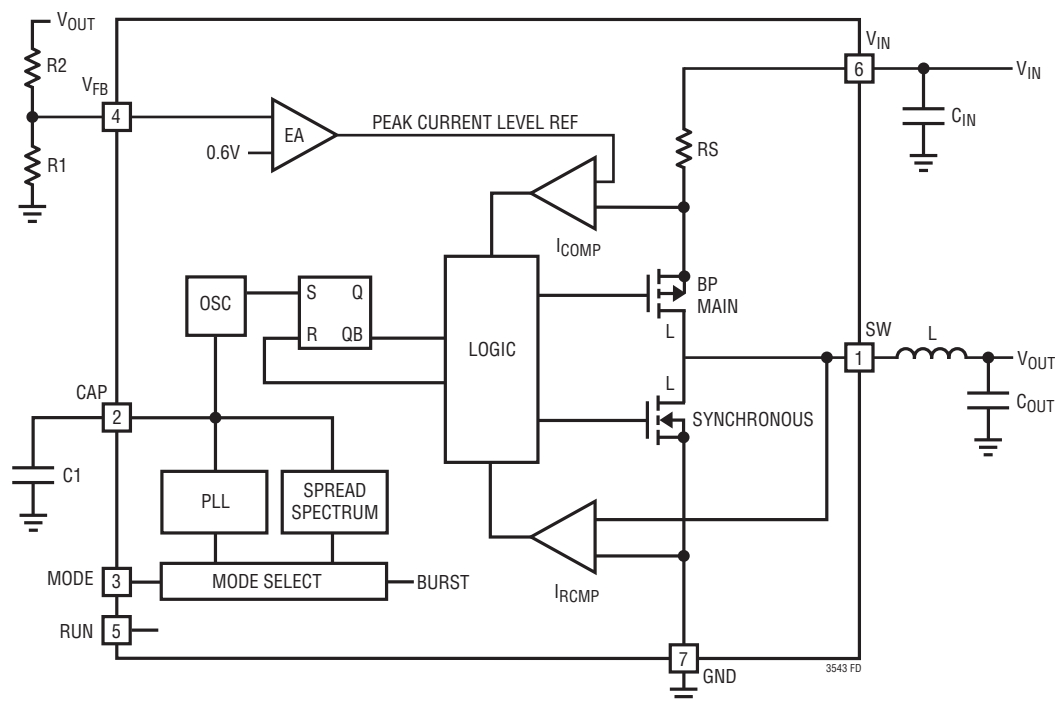 VOUT
R2
VFB
4
R1
0.6V
EA
PEAK CURRENT LEVEL REF
VIN
6
VIN
CIN
RS
ICOMP
OSC
S
Q
R
QB
LOGIC
BP
MAIN
L
SW
1
L
VOUT
COUT
L
SYNCHRONOUS
CAP
2
C1
PLL
SPREAD
SPECTRUM
MODE
3
MODE SELECT
BURST
IRCMP
RUN
5
7
GND
3543 FD